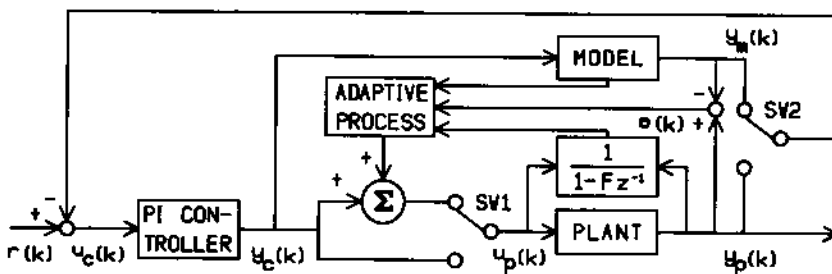 y_m(k)
MODEL
ADAPTIVE
PROCESS
-
SW2
e(k) +
+
1
1-Fz⁻¹
+
Σ
SW1
-
+
PI CON-
TROLLER
PLANT
r(k)
u_c(k)
y_c(k)
u_p(k)
y_p(k)